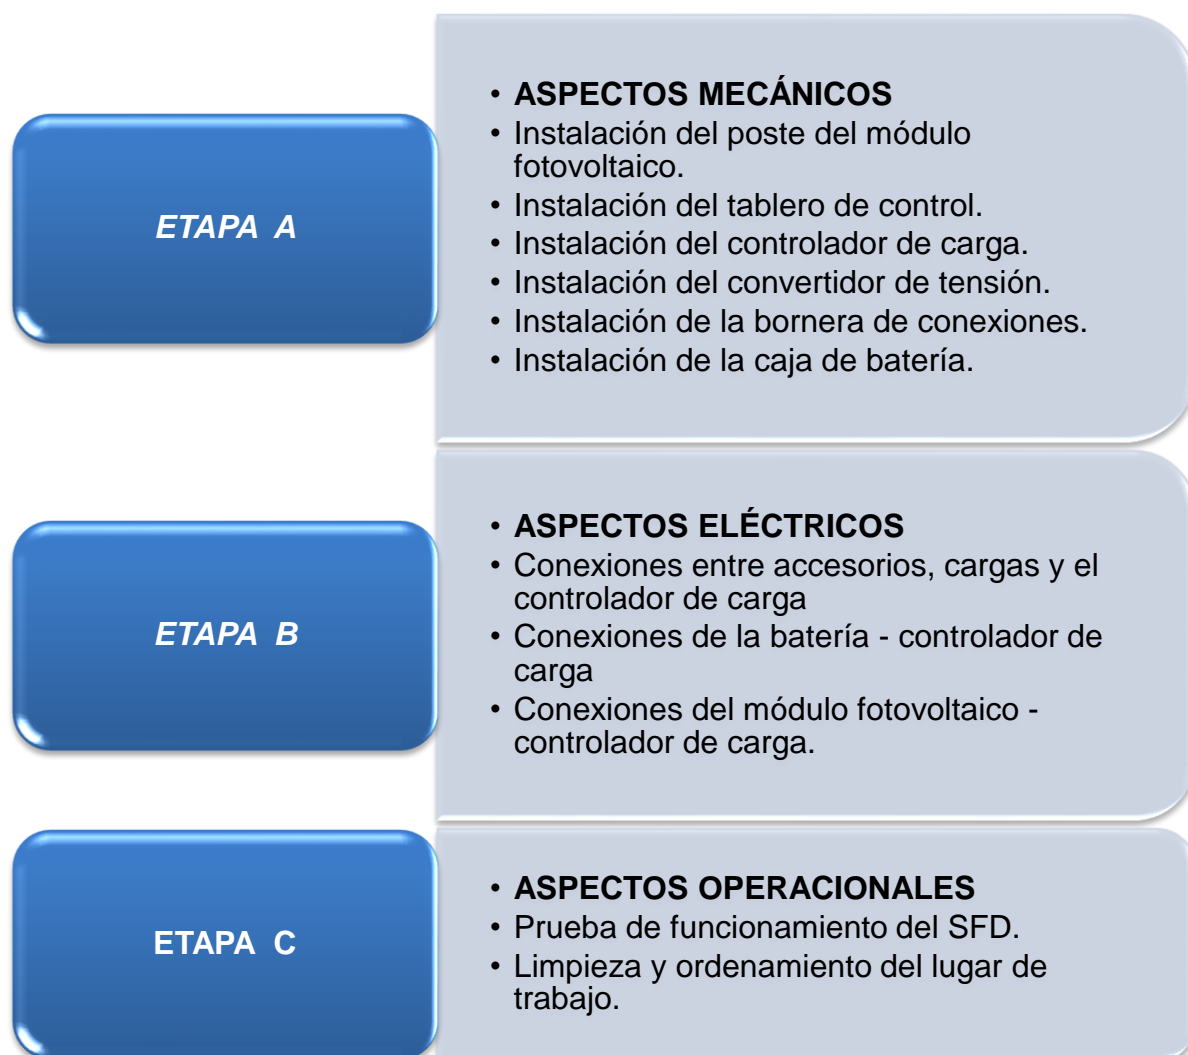 ETAPA A
• ASPECTOS MECÁNICOS
• Instalación del poste del módulo
fotovoltaico.
• Instalación del tablero de control.
• Instalación del controlador de carga.
• Instalación del convertidor de tensión.
• Instalación de la bornera de conexiones.
• Instalación de la caja de batería.
ETAPA B
• ASPECTOS ELÉCTRICOS
• Conexiones entre accesorios, cargas y el
controlador de carga
• Conexiones de la batería - controlador de
carga
• Conexiones del módulo fotovoltaico -
controlador de carga.
ETAPA C
• ASPECTOS OPERACIONALES
• Prueba de funcionamiento del SFD.
• Limpieza y ordenamiento del lugar de
trabajo.